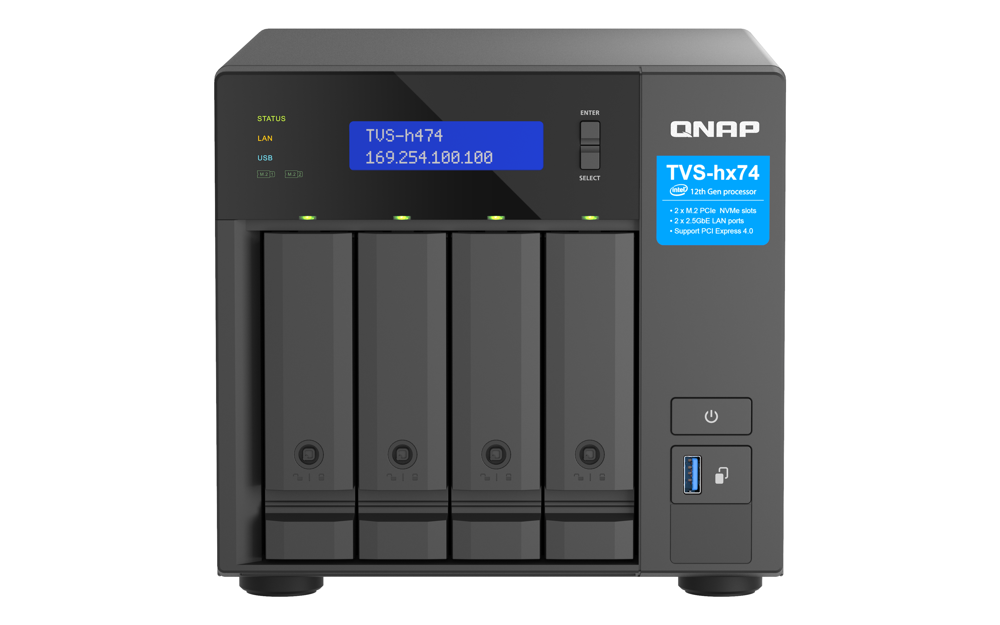 STATUS
LAN
USB
M.2 1
M.2 2
TVS-h474
169.254.100.100
ENTER
SELECT
QNAP
TVS-hx74
intel 12th Gen processor
• 2 x M.2 PCIe NVMe slots
• 2 x 2.5GbE LAN ports
• Support PCI Express 4.0